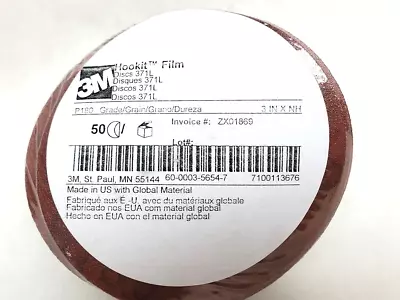 3M
Hookit™ Film
Discs 371L
Disques 371L
Discos 371L
Discos 371L
P180 Grade/Grain/Grano/Dureza 3 IN X NH
50 / Invoice #: ZX01869
Lot#:
3M, St. Paul, MN 55144 60-0003-5654-7 7100113676
Made in US with Global Material
Fabriqué aux É.-U. avec du matériaux globale
Fabricado nos EUA com material global
Hecho en EUA con el material global